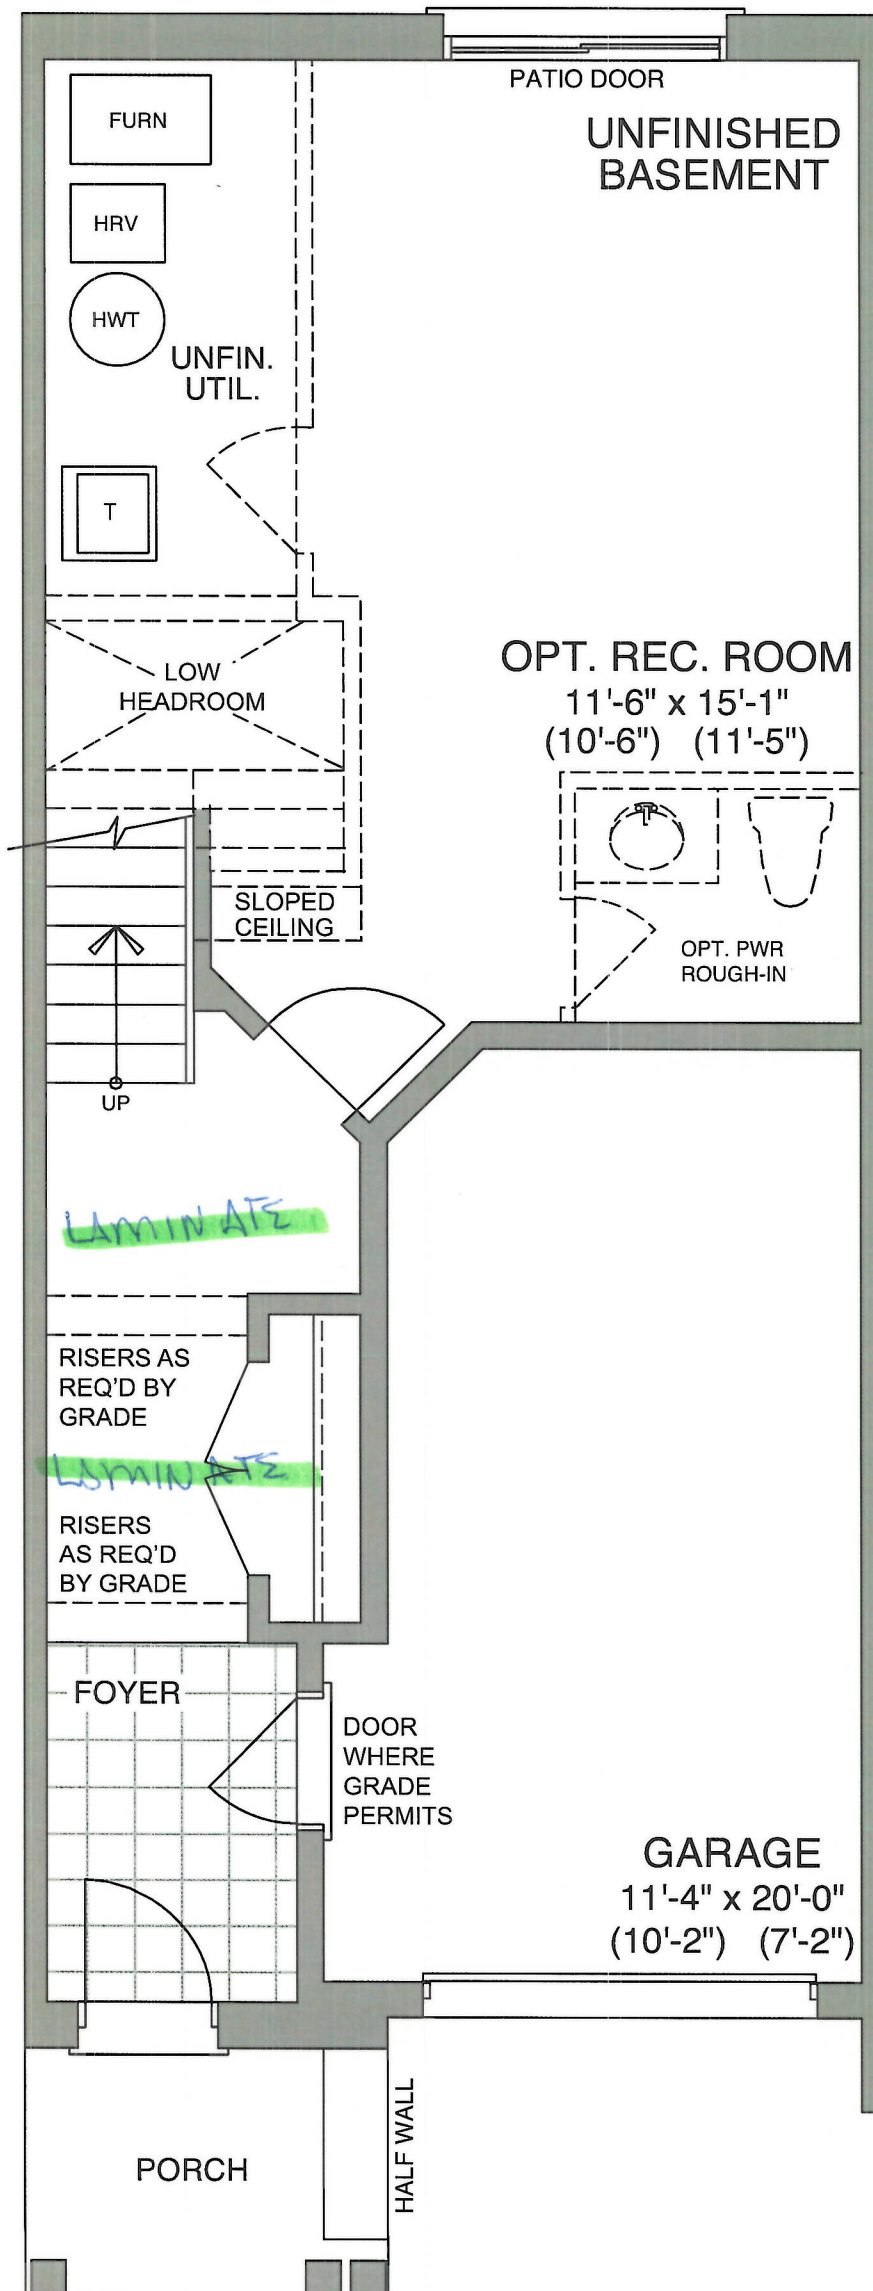 PATIO DOOR
FURN
UNFINISHED
BASEMENT
HRV
HWT
UNFIN.
UTIL.
T
OPT. REC. ROOM
11'-6" x 15'-1"
(10'-6") (11'-5")
LOW
HEADROOM
SLOPED
CEILING
OPT. PWR
ROUGH-IN
UP
LAMINATE
RISERS AS
REQ'D BY
GRADE
LAMINATE
RISERS
AS REQ'D
BY GRADE
FOYER
DOOR
WHERE
GRADE
PERMITS
GARAGE
11'-4" x 20'-0"
(10'-2") (7'-2")
PORCH
HALF WALL